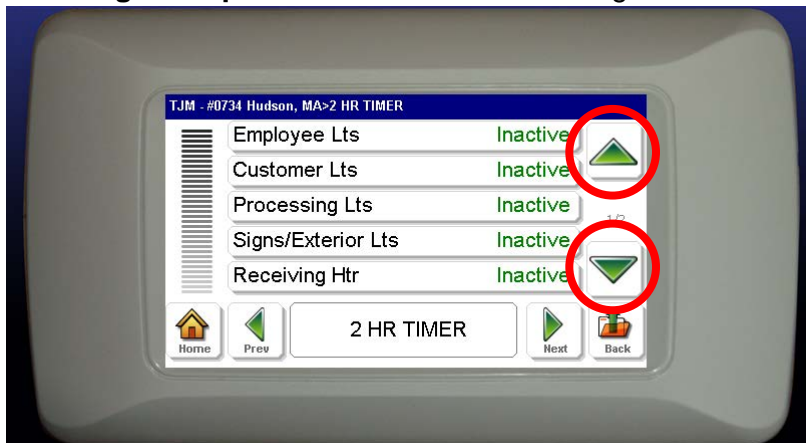 TJM - #0734 Hudson, MA>2 HR TIMER
Employee Lts Inactive
Customer Lts Inactive
Processing Lts Inactive
Signs/Exterior Lts Inactive
Receiving Htr Inactive
Home Prev 2 HR TIMER Next Back